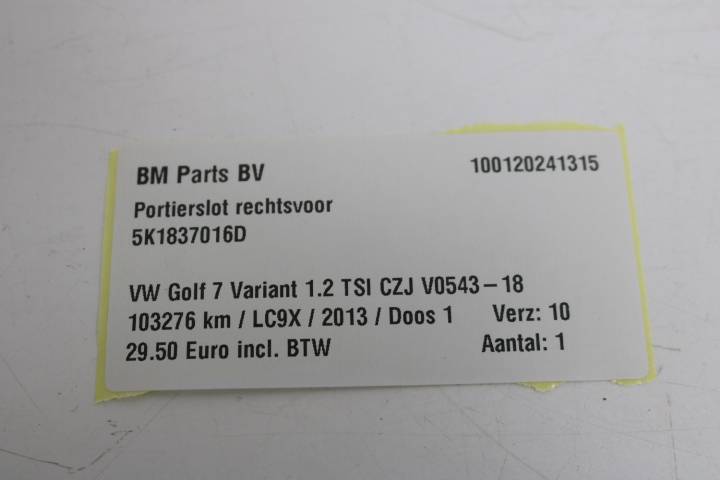 BM Parts BV 100120241315
Portierslot rechtsvoor
5K1837016D
VW Golf 7 Variant 1.2 TSI CZJ V0543-18
103276 km / LC9X / 2013 / Doos 1 Verz: 10
29.50 Euro incl. BTW Aantal: 1